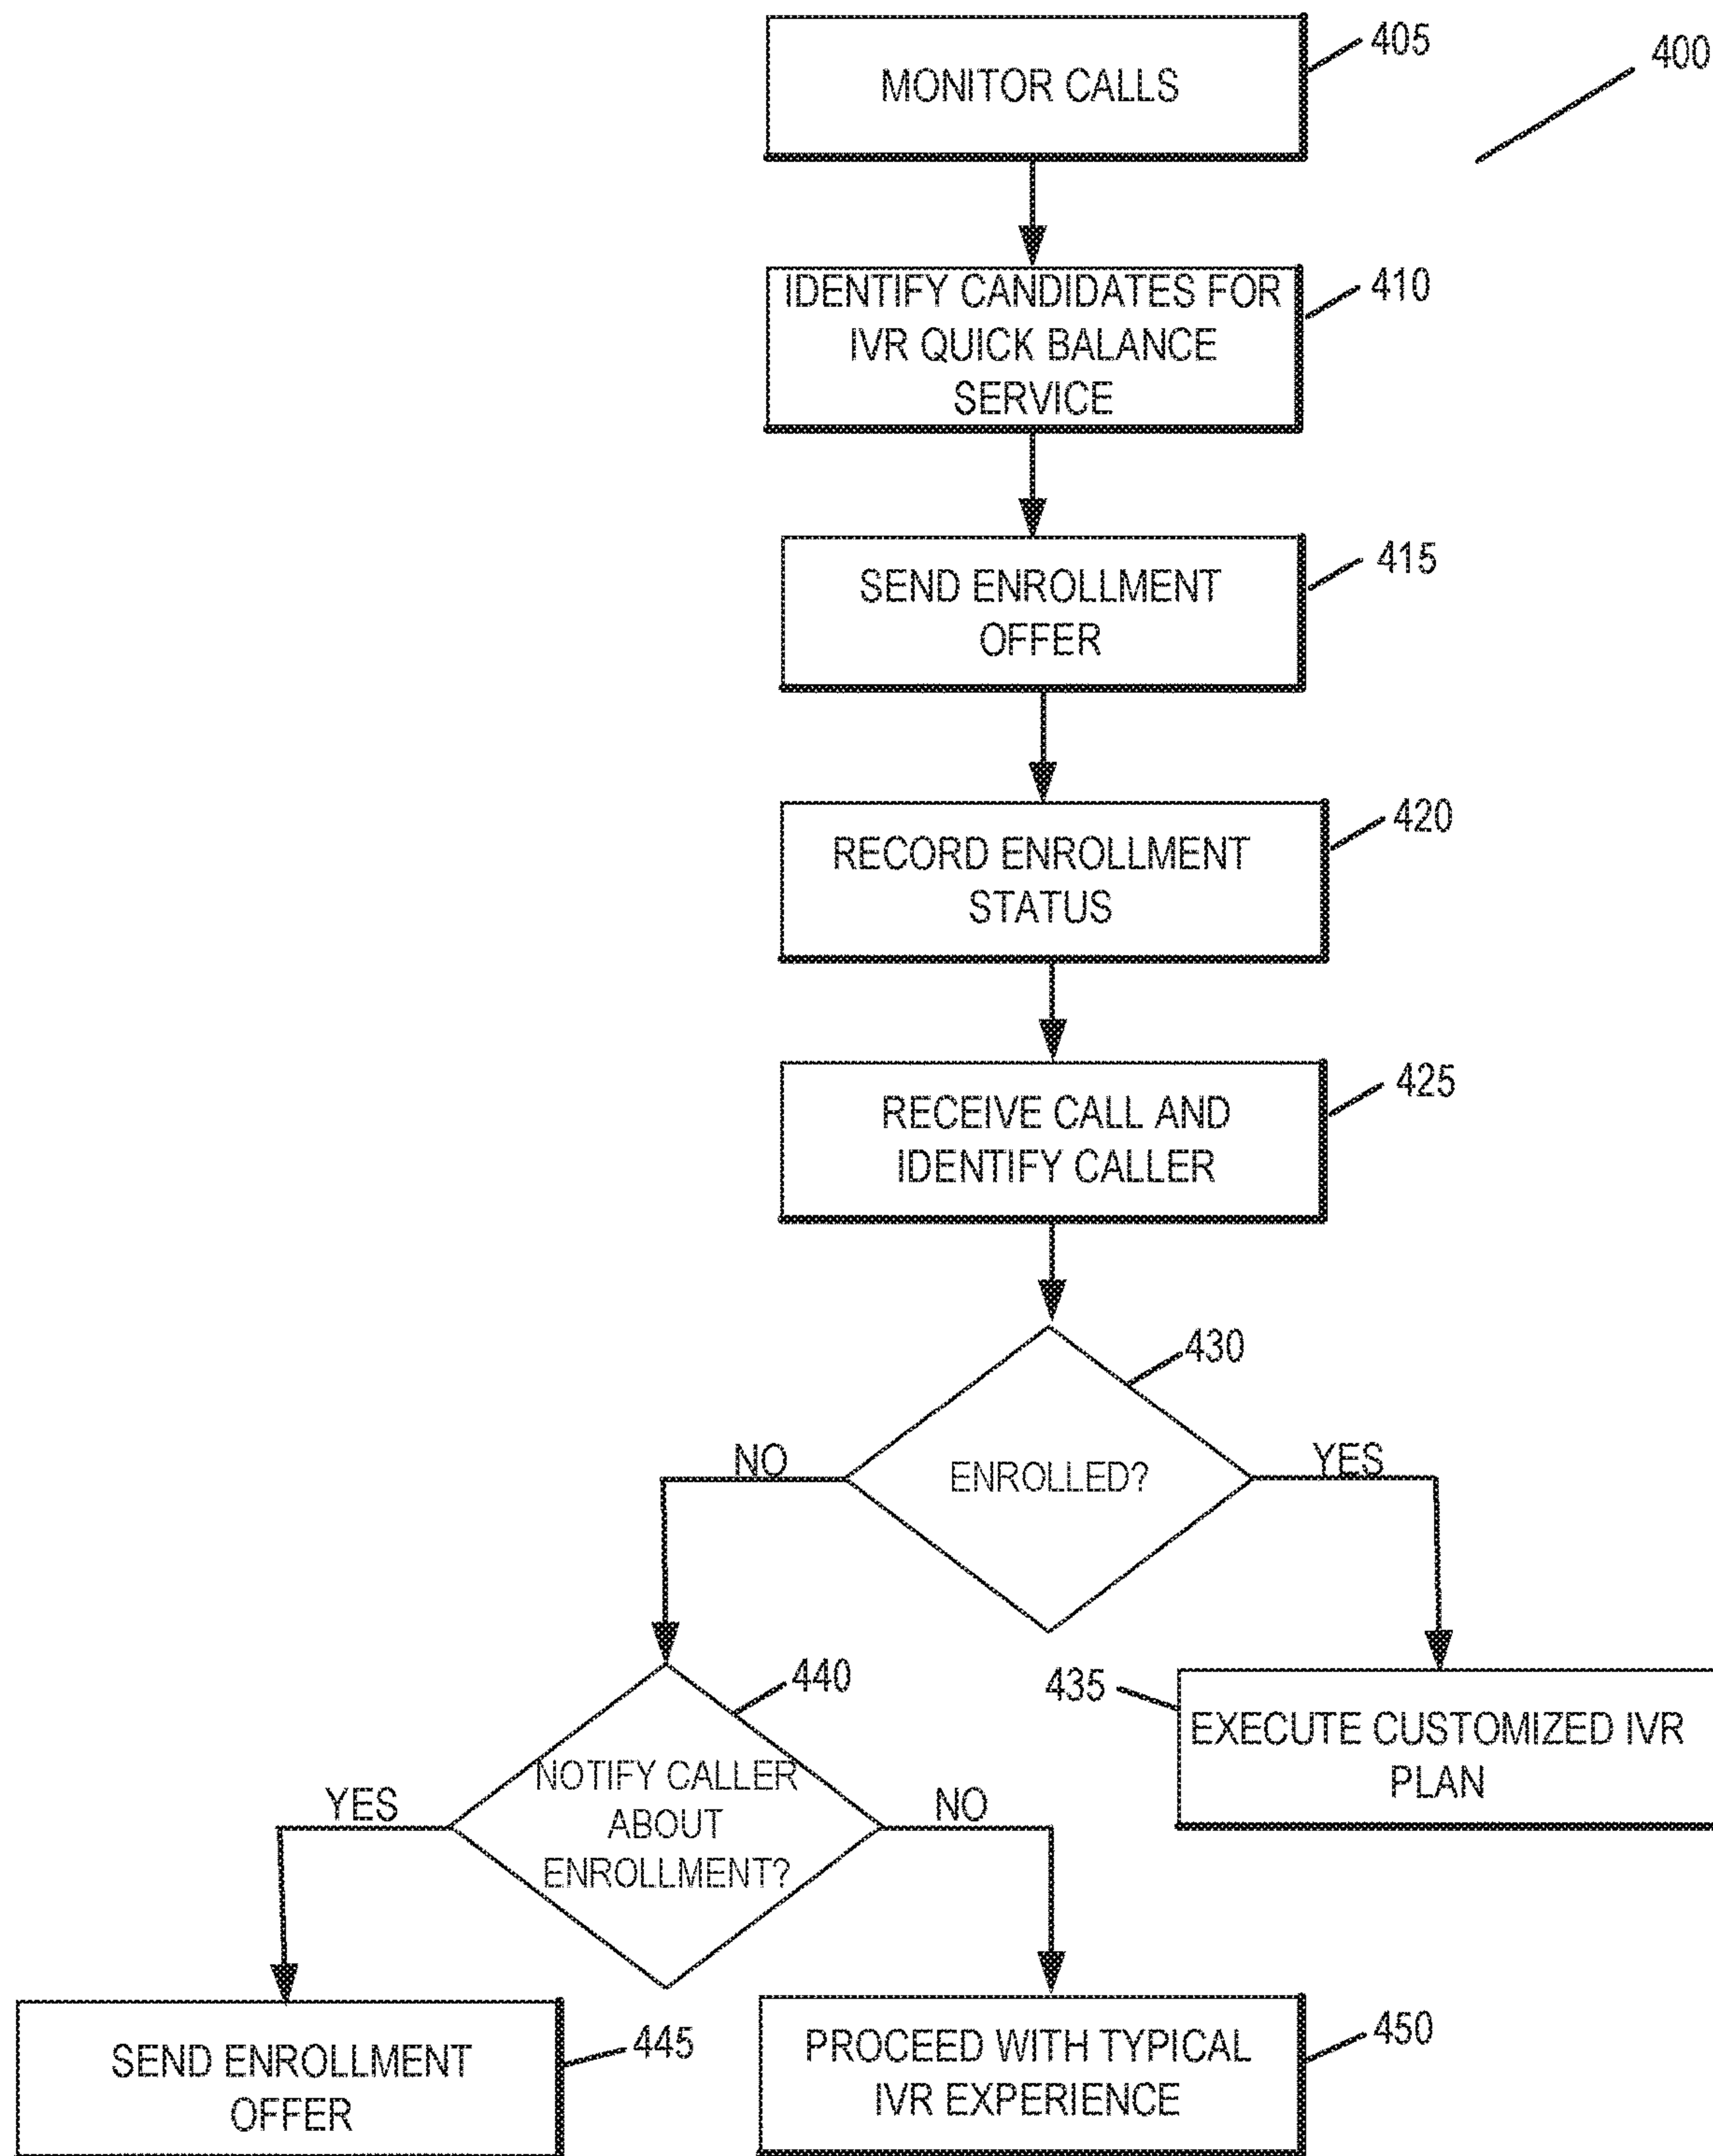 MONITOR CALLS
405
400
IDENTIFY CANDIDATES FOR
IVR QUICK BALANCE
SERVICE
410
SEND ENROLLMENT
OFFER
415
RECORD ENROLLMENT
STATUS
420
RECEIVE CALL AND
IDENTIFY CALLER
425
430
NO
ENROLLED?
YES
440
435
NOTIFY CALLER
ABOUT
ENROLLMENT?
YES
NO
EXECUTE CUSTOMIZED IVR
PLAN
SEND ENROLLMENT
OFFER
445
PROCEED WITH TYPICAL
IVR EXPERIENCE
450